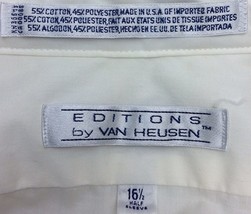 55% COTTON, 45% POLYESTER, MADE IN U.S.A OF IMPORTED FABRIC
55% COTON, 45% POLYESTER, FAIT AUX ETATS UNIS DE TISSUE IMPORTES
55% ALGODON, 45% POLYESTER, HECHO EN EE.UU. DE TELA IMPORTADA
EDITIONS
by VAN HEUSEN™
16½
HALF
SLEEVE